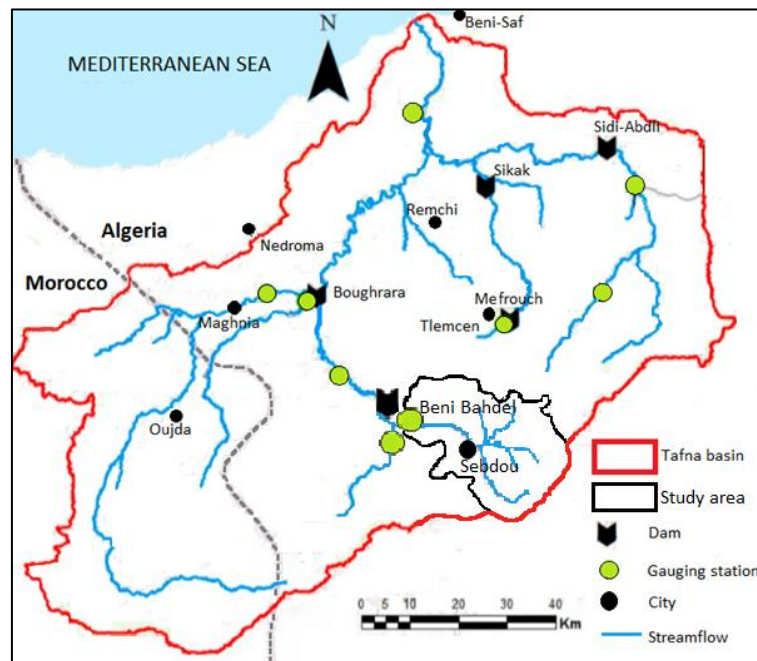 Beni-Saf
N
MEDITERRANEAN SEA
Sidi-Abdli
Sikak
Remchi
Algeria
Nedroma
Morocco
Boughrara
Mefrouch
Maghnia
Tlemcen
Beni Bahdel
Oujda
Sebdou
Tafna basin
Study area
Dam
Gauging station
City
Streamflow
0 5 10 20 30 40
Km